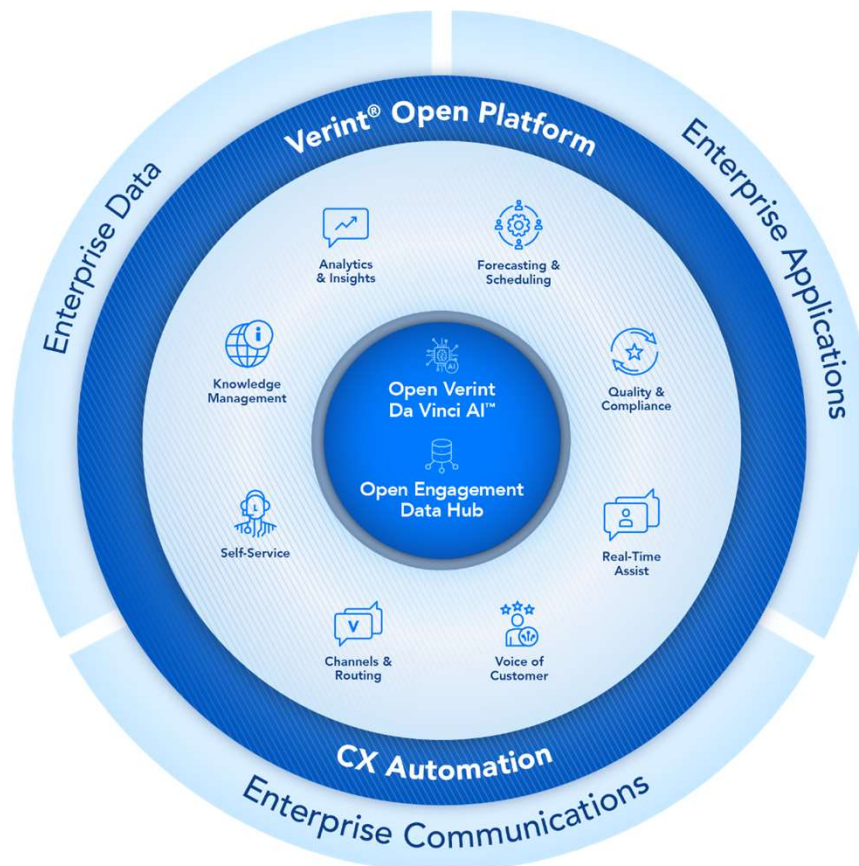 Verint® Open Platform
Enterprise Data
Enterprise Applications
Analytics
& Insights
Forecasting &
Scheduling
Knowledge
Management
AI
Open Verint
Da Vinci AI™
Quality &
Compliance
Open Engagement
Data Hub
Self-Service
Real-Time
Assist
V
Channels &
Routing
Voice of
Customer
CX Automation
Enterprise Communications